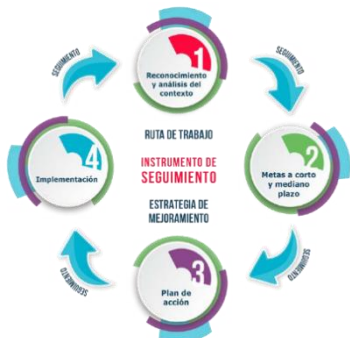 1
Reconocimiento
y análisis del
contexto
SEGUIMIENTO
SEGUIMIENTO
RUTA DE TRABAJO
INSTRUMENTO DE
SEGUIMIENTO
ESTRATEGIA DE
MEJORAMIENTO
4
Implementación
2
Metas a corto
y mediano
plazo
SEGUIMIENTO
SEGUIMIENTO
3
Plan de
acción